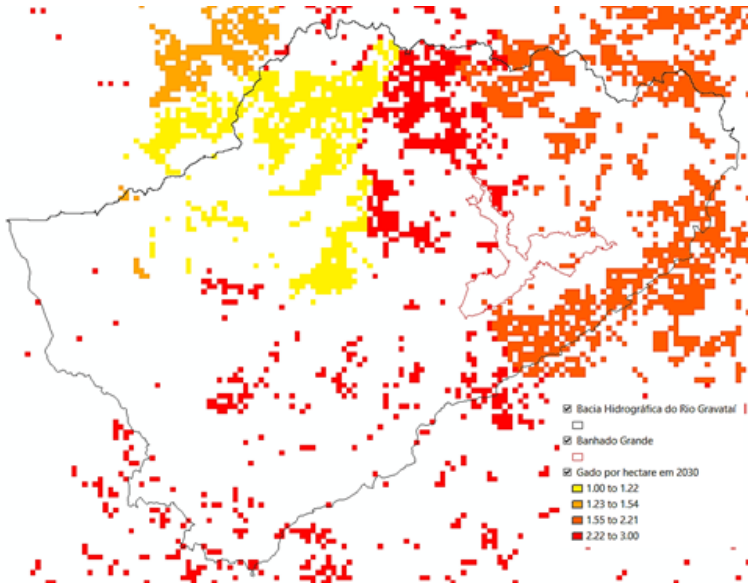 Bacia Hidrográfica do Rio Gravataí
Banhado Grande
Gado por hectare em 2030
1.00 to 1.22
1.23 to 1.54
1.55 to 2.21
2.22 to 3.00